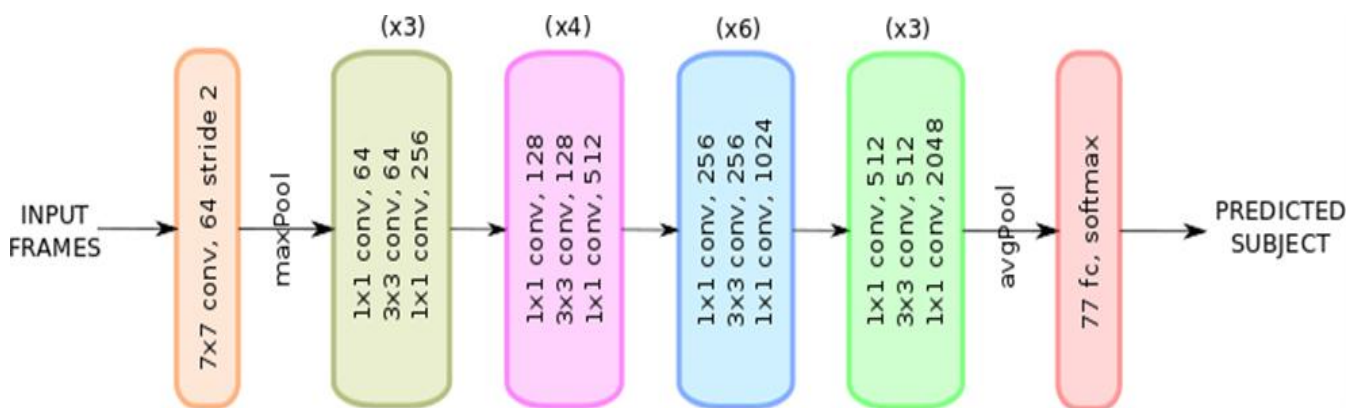 (x3)
(x4)
(x6)
(x3)
INPUT
FRAMES
7x7 conv, 64 stride 2
maxPool
1x1 conv, 64
3x3 conv, 64
1x1 conv, 256
1x1 conv, 128
3x3 conv, 128
1x1 conv, 512
1x1 conv, 256
3x3 conv, 256
1x1 conv, 1024
1x1 conv, 512
3x3 conv, 512
1x1 conv, 2048
avgPool
77 fc, softmax
PREDICTED
SUBJECT